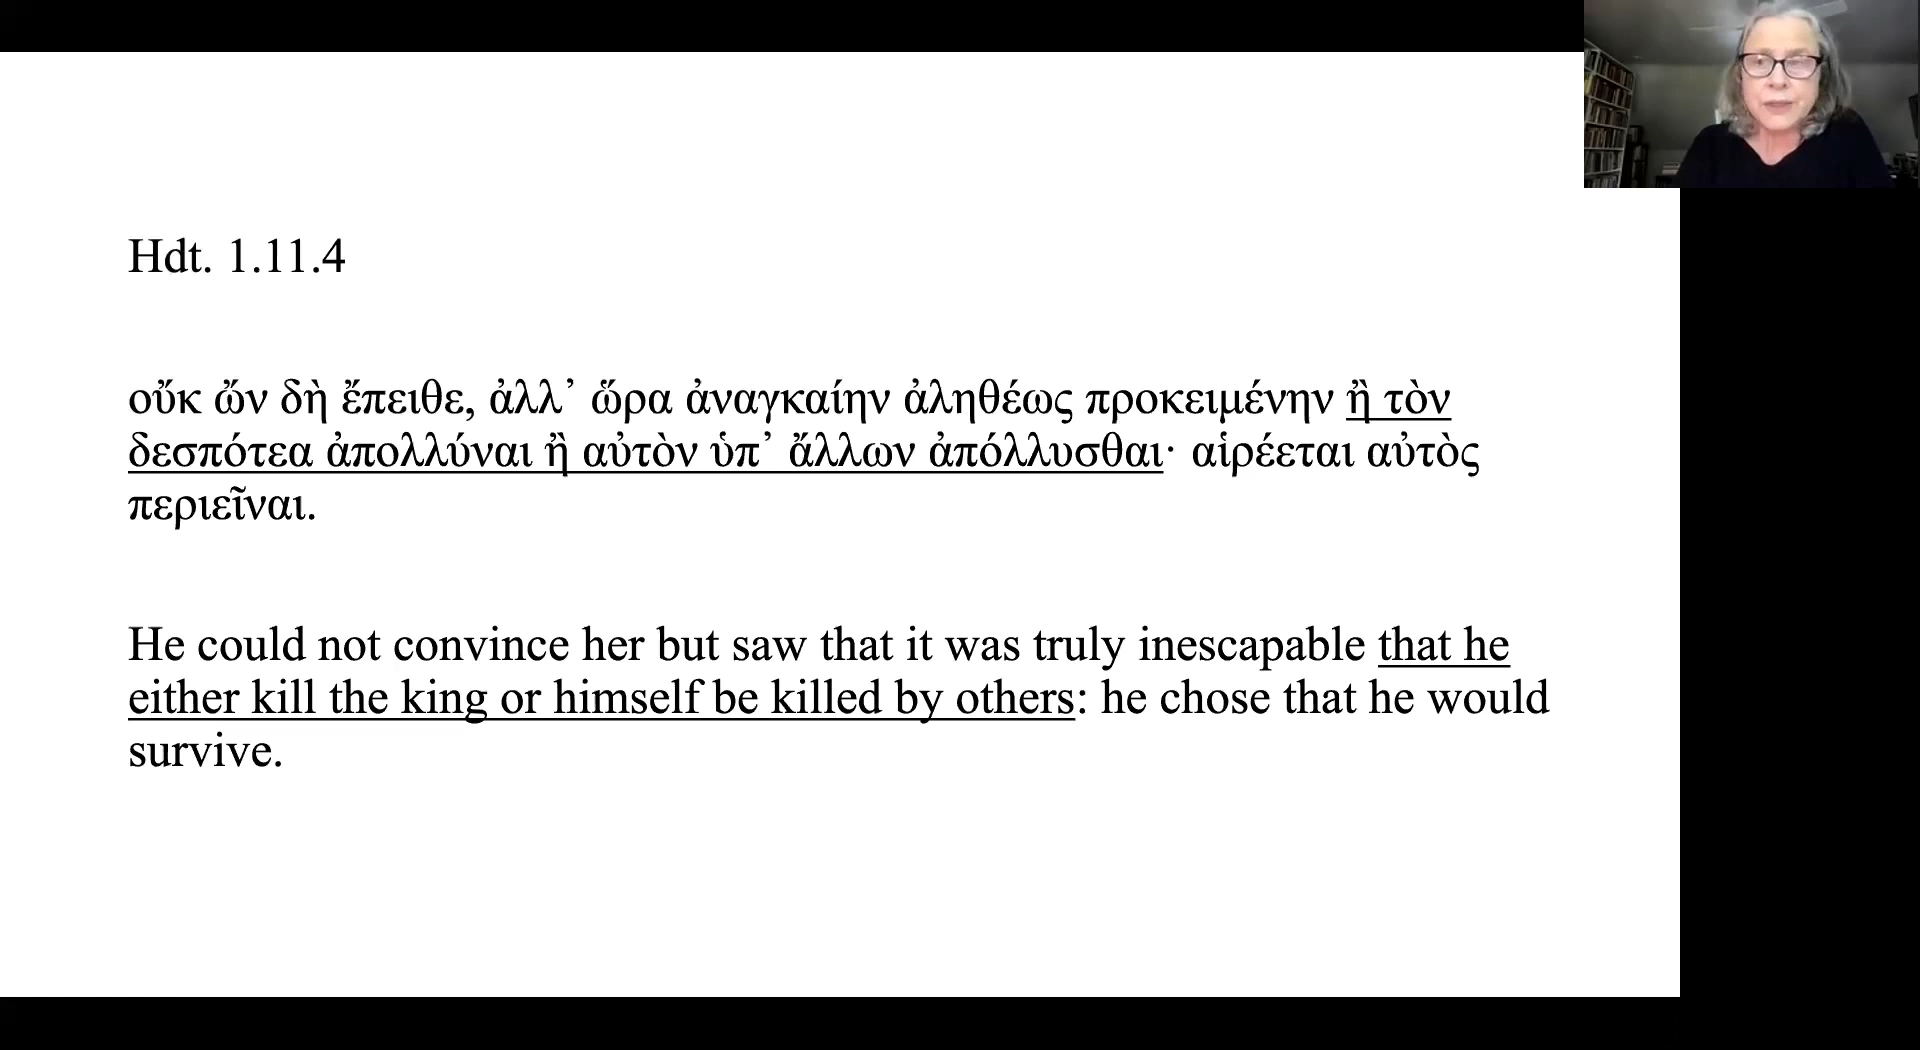 Hdt. 1.11.4
οὔκ ὤν δὴ ἔπειθε, ἀλλ᾽ ὥρα ἀναγκαίην ἀληθέως προκειμένην ἢ τὸν
δεσπότεα ἀπολλύναι ἢ αὐτὸν ὑπ᾽ ἄλλων ἀπόλλυσθαι· αἱρέεται αὐτὸς
περιεῖναι.
He could not convince her but saw that it was truly inescapable that he
either kill the king or himself be killed by others: he chose that he would
survive.